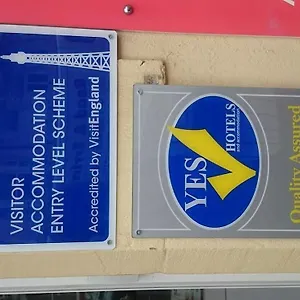 VISITOR
ACCOMMODATION
ENTRY LEVEL SCHEME
Accredited by VisitEngland
YES
HOTELS
Quality Assured